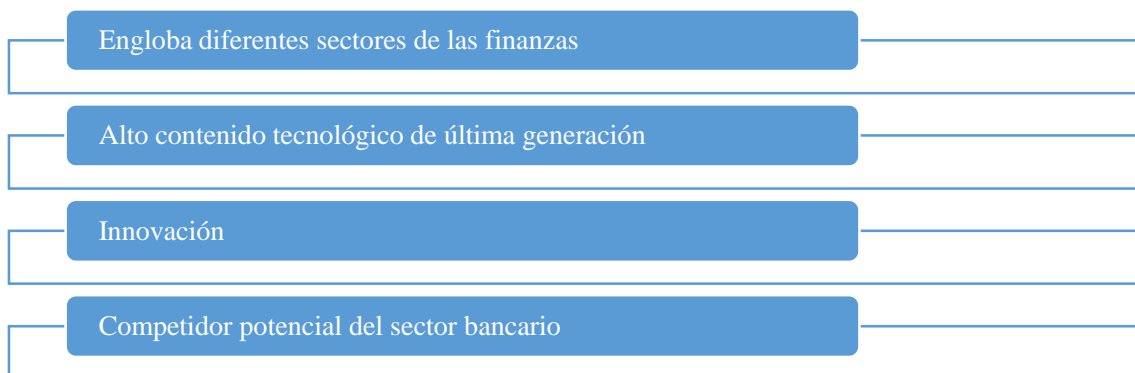 Engloba diferentes sectores de las finanzas
Alto contenido tecnológico de última generación
Innovación
Competidor potencial del sector bancario